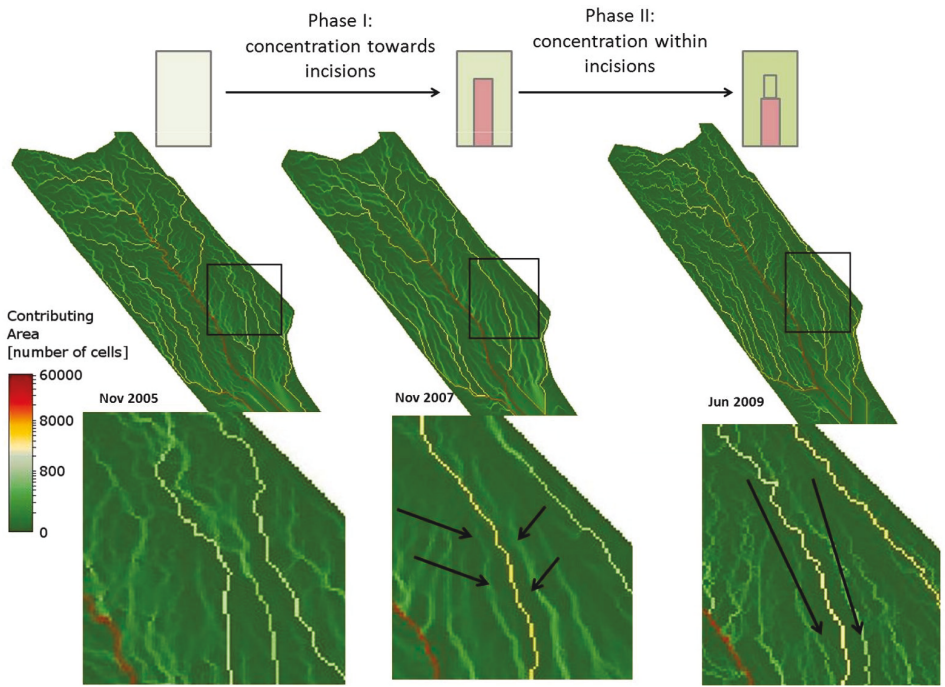 Phase I:
concentration towards
incisions
Phase II:
concentration within
incisions
Contributing
Area
[number of cells]
60000
8000
800
0
Nov 2005
Nov 2007
Jun 2009